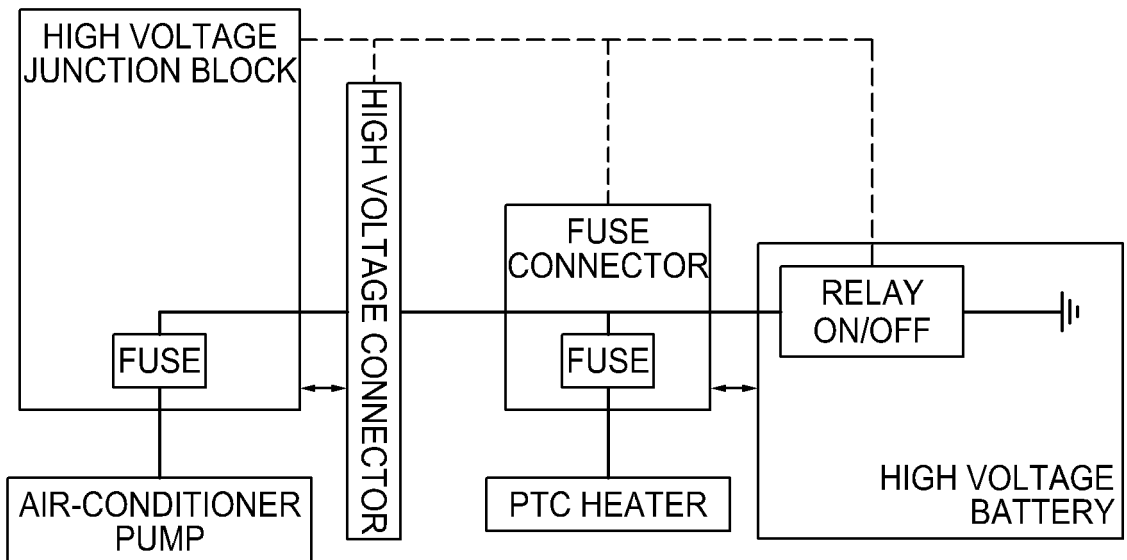 HIGH VOLTAGE
JUNCTION BLOCK
HIGH VOLTAGE CONNECTOR
FUSE
CONNECTOR
RELAY
ON/OFF
FUSE
FUSE
HIGH VOLTAGE
BATTERY
AIR-CONDITIONER
PUMP
PTC HEATER